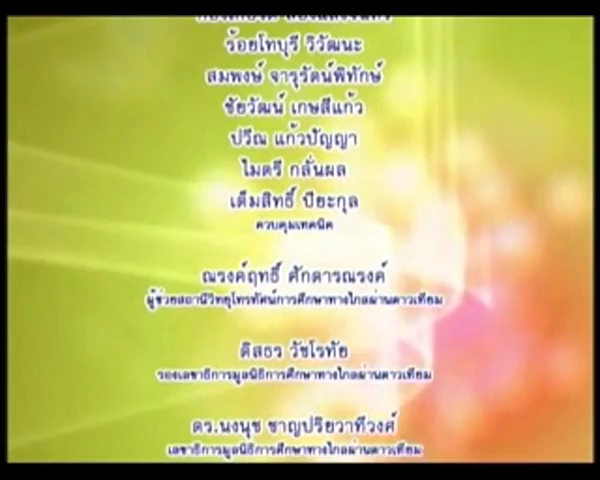 ร้อยโทบุรี วิวัฒนะ
สมพงษ์ จารุรัตน์พิทักษ์
ชัยวัฒน์ เกษสีแก้ว
ปวีณ แก้วปัญญา
ไมตรี กลั่นผล
เติมสิทธิ์ ปิยะกุล
ควบคุมเทคนิค
ณรงค์ฤทธิ์ ศักดารณรงค์
ผู้ช่วยสถานีวิทยุโทรทัศน์การศึกษาทางไกลผ่านดาวเทียม
ดิสธร วัชโรทัย
รองเลขาธิการมูลนิธิการศึกษาทางไกลผ่านดาวเทียม
ดร.นงนุช ชาญปริยวาทีวงศ์
เลขาธิการมูลนิธิการศึกษาทางไกลผ่านดาวเทียม